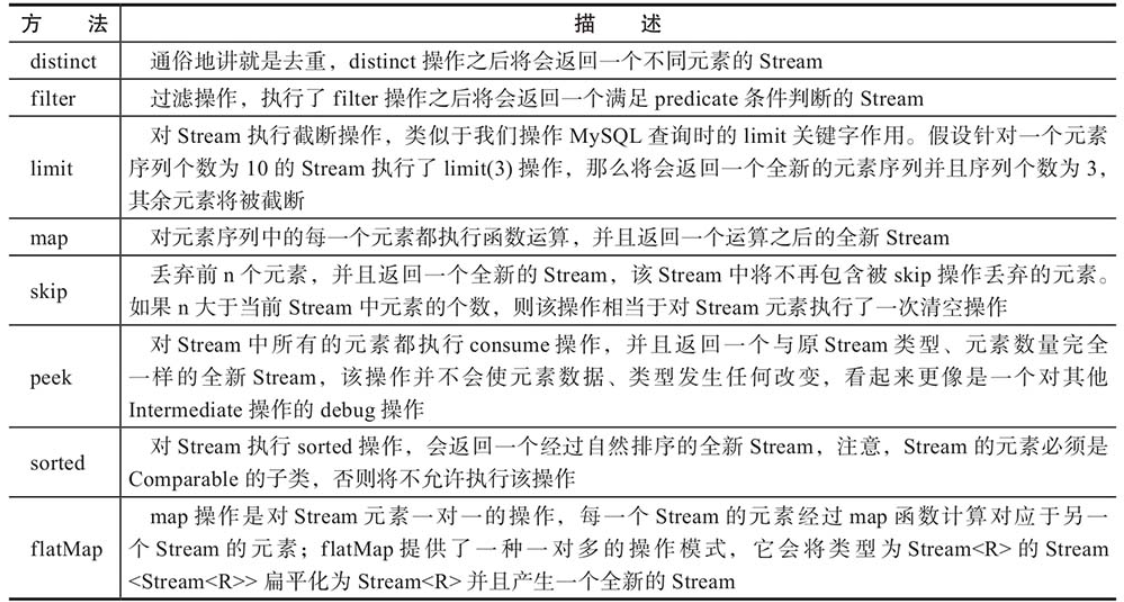 方　法 描　述
distinct 通俗地讲就是去重，distinct 操作之后将会返回一个不同元素的 Stream
filter 过滤操作，执行了 filter 操作之后将会返回一个满足 predicate 条件判断的 Stream
对 Stream 执行截断操作，类似于我们操作 MySQL 查询时的 limit 关键字作用。假设针对一个元素
limit 序列个数为 10 的 Stream 执行了 limit(3) 操作，那么将会返回一个全新的元素序列并且序列个数为 3，
其余元素将被截断
map 对元素序列中的每一个元素都执行函数运算，并且返回一个运算之后的全新 Stream
skip 丢弃前 n 个元素，并且返回一个全新的 Stream，该 Stream 中将不再包含被 skip 操作丢弃的元素。
如果 n 大于当前 Stream 中元素的个数，则该操作相当于对 Stream 元素执行了一次清空操作
对 Stream 中所有的元素都执行 consume 操作，并且返回一个与原 Stream 类型、元素数量完全
peek 一样的全新 Stream，该操作并不会使元素数据、类型发生任何改变，看起来更像是一个对其他
Intermediate 操作的 debug 操作
sorted 对 Stream 执行 sorted 操作，会返回一个经过自然排序的全新 Stream，注意，Stream 的元素必须是
Comparable 的子类，否则将不允许执行该操作
map 操作是对 Stream 元素一对一的操作，每一个 Stream 的元素经过 map 函数计算对应于另一
flatMap 个 Stream 的元素；flatMap 提供了一种一对多的操作模式，它会将类型为 Stream<R> 的 Stream
<Stream<R>> 扁平化为 Stream<R> 并且产生一个全新的 Stream